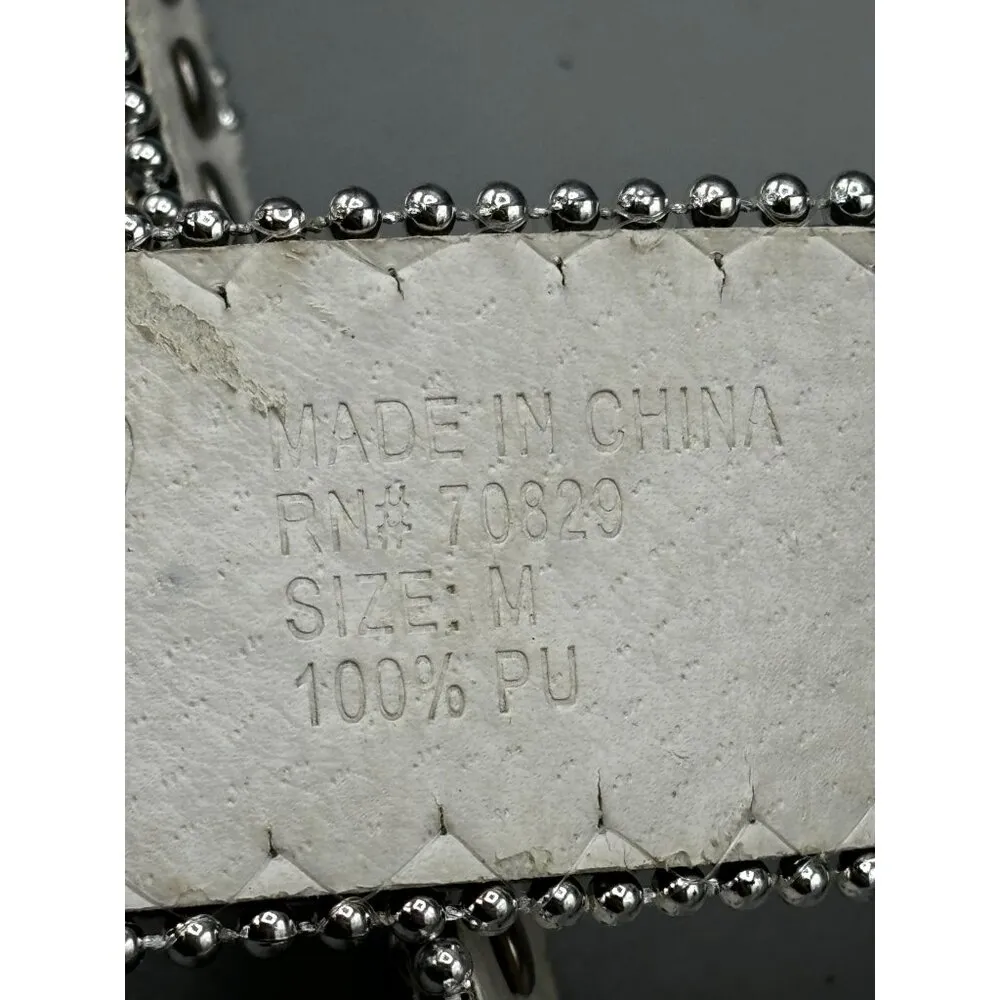 MADE IN CHINA
RN# 70829
SIZE: M
100% PU